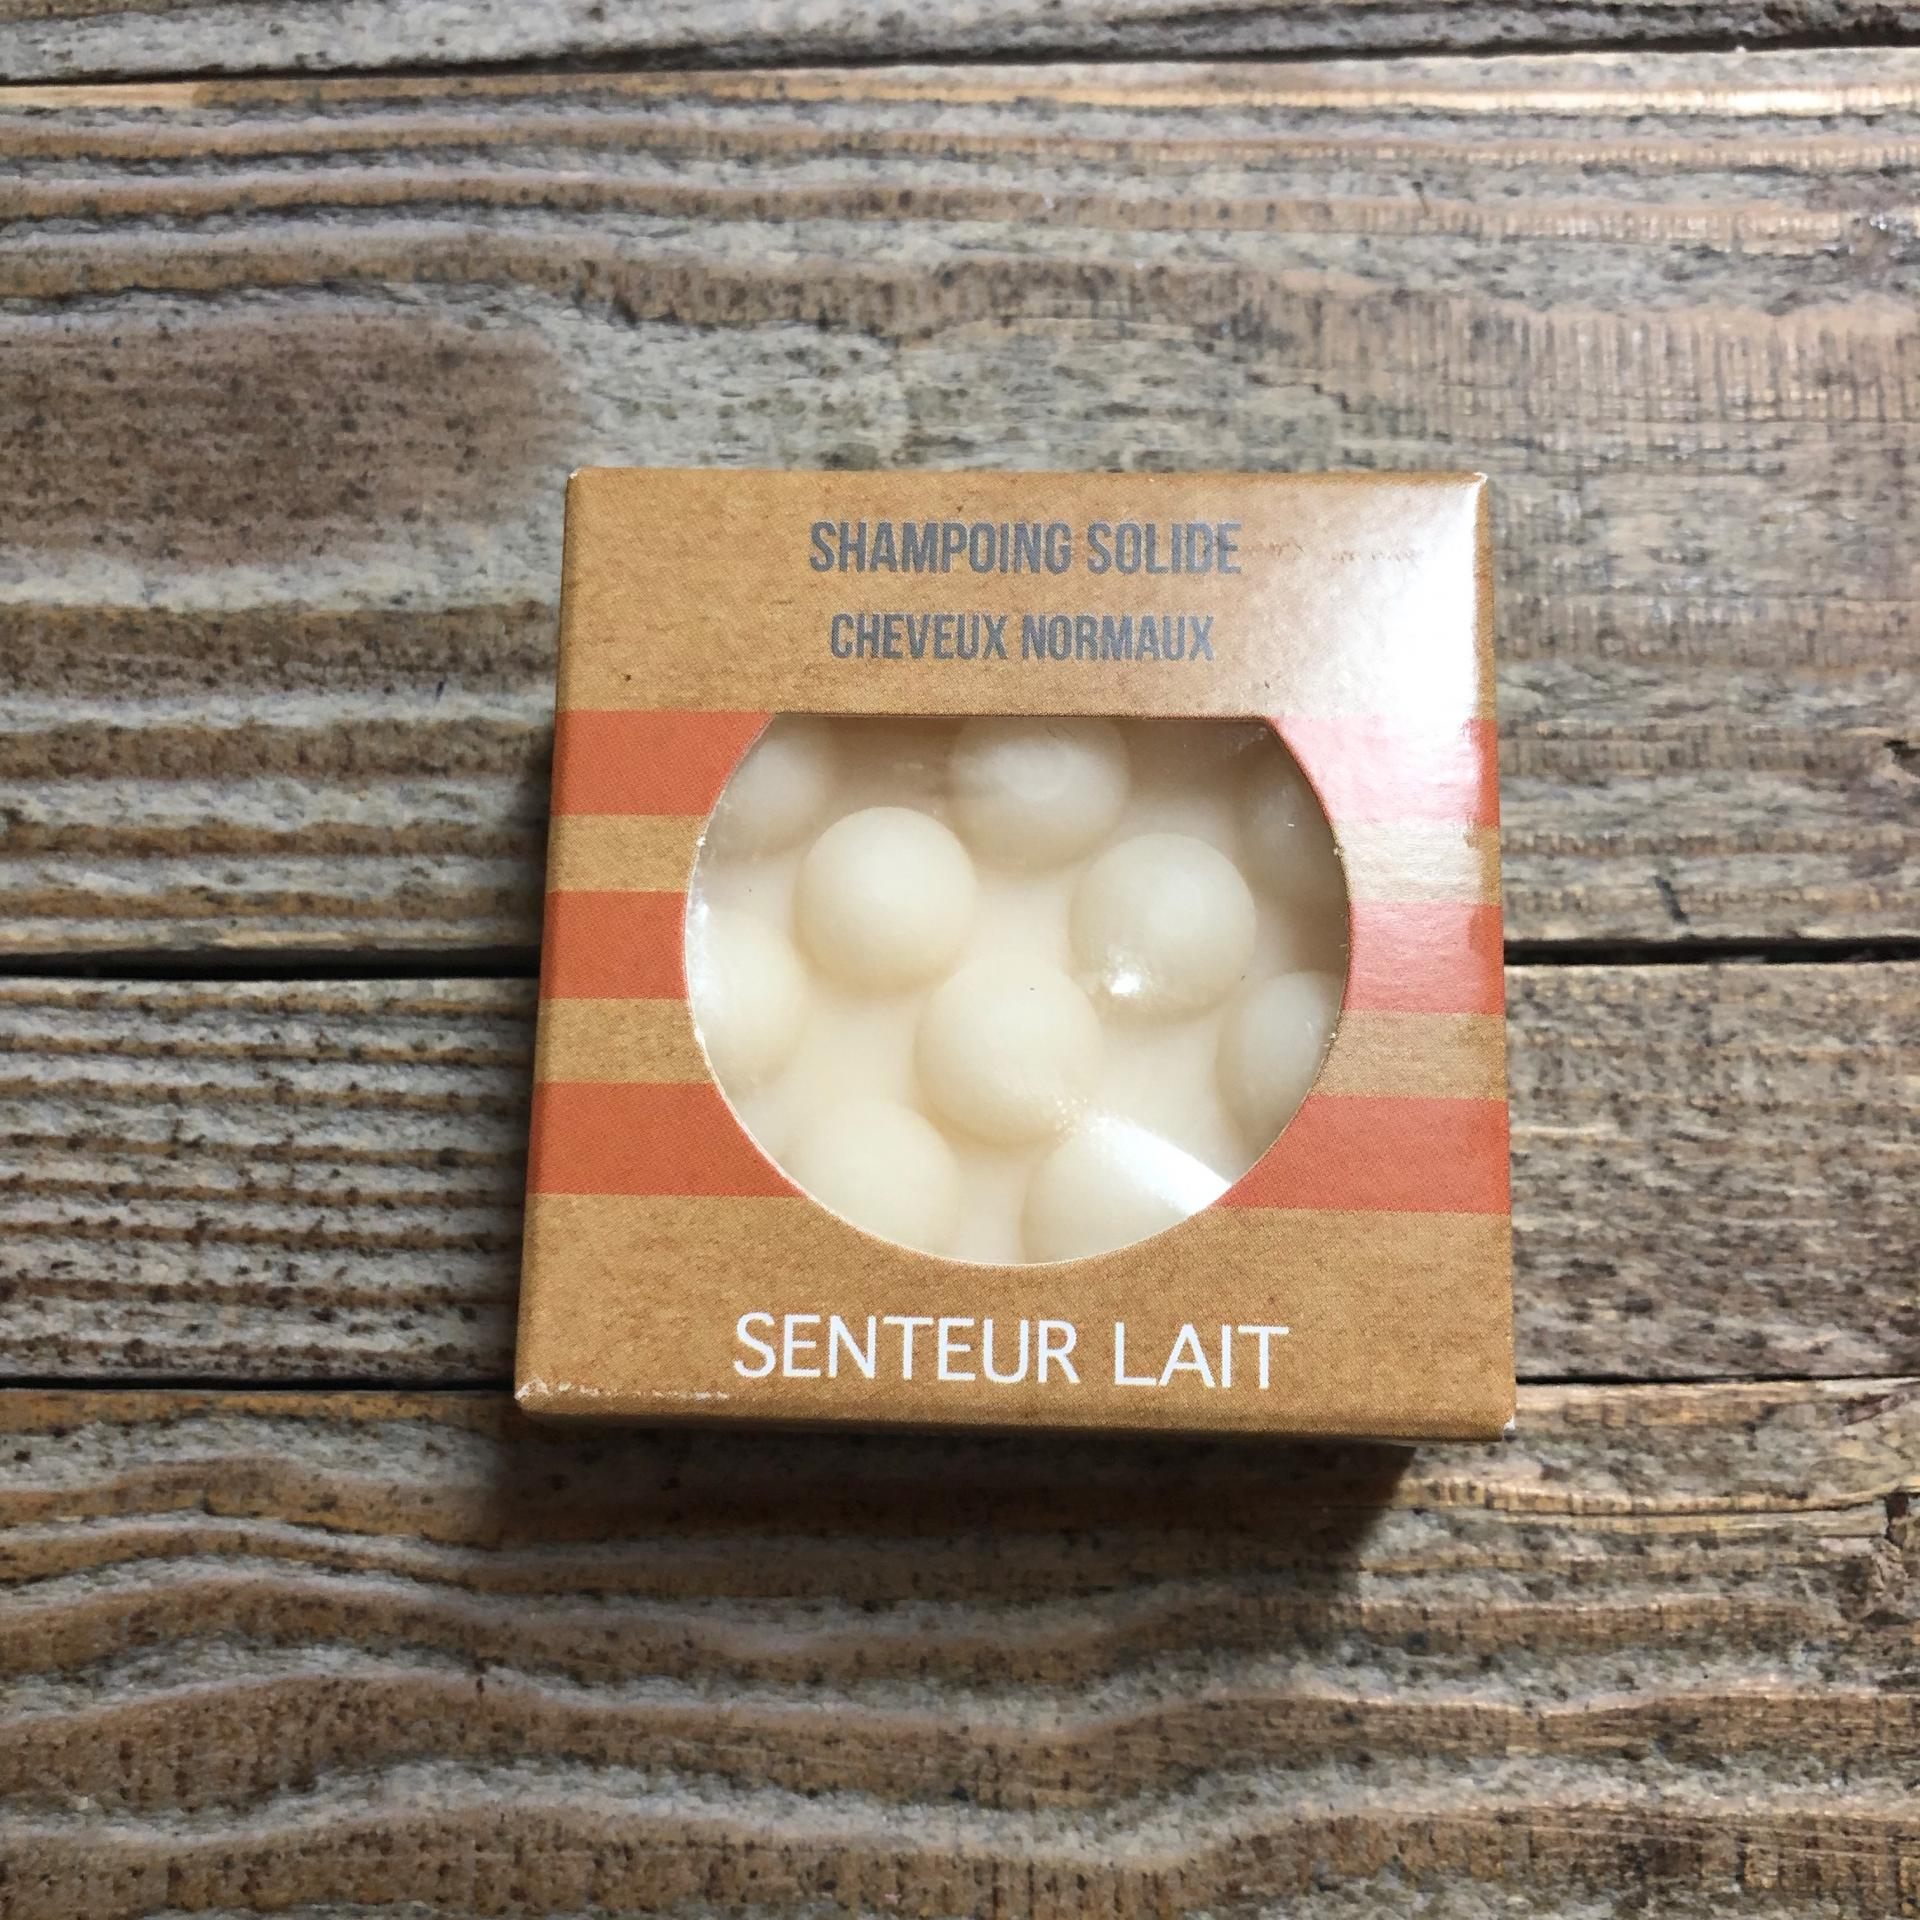 SHAMPOING SOLIDE
CHEVEUX NORMAUX
SENTEUR LAIT